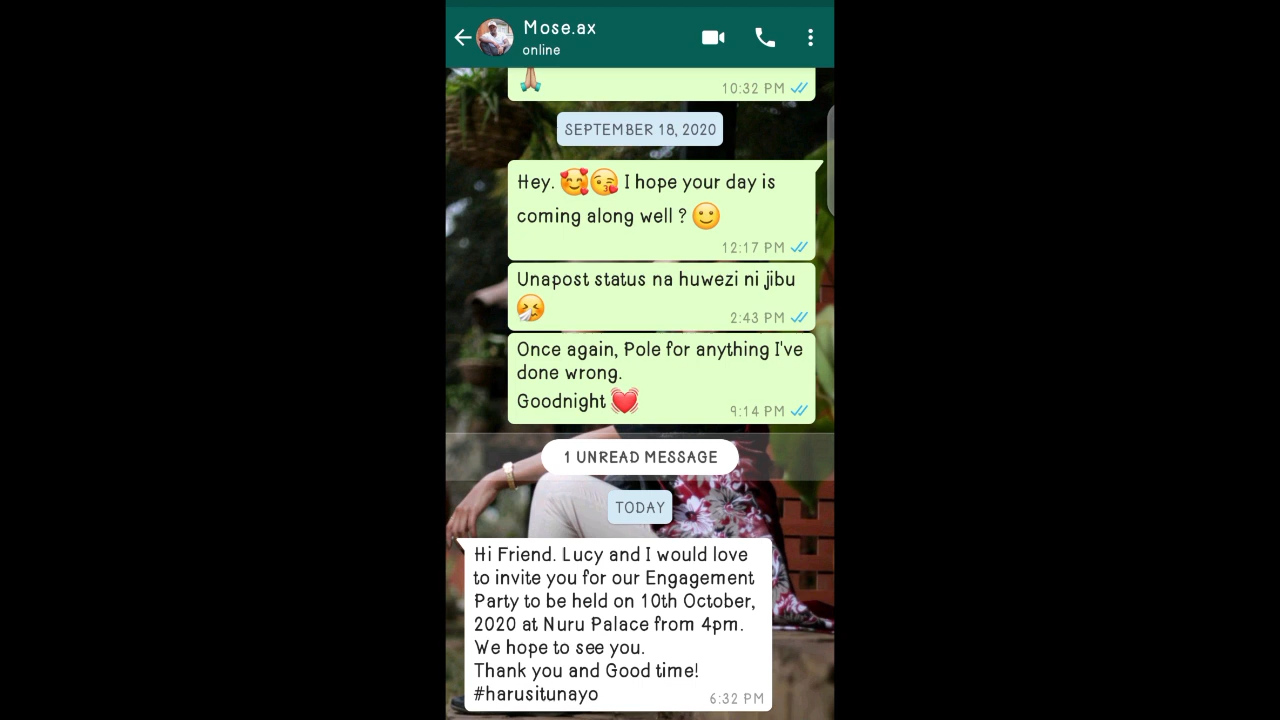 Mose.ax
online
10:32 PM
SEPTEMBER 18, 2020
Hey. 🥰😘 I hope your day is
coming along well ? 🙂
12:17 PM
Unapost status na huwezi ni jibu
🤧
2:43 PM
Once again, Pole for anything I've
done wrong.
Goodnight 💓
9:14 PM
1 UNREAD MESSAGE
TODAY
Hi Friend. Lucy and I would love
to invite you for our Engagement
Party to be held on 10th October,
2020 at Nuru Palace from 4pm.
We hope to see you.
Thank you and Good time!
#harusitunayo
6:32 PM